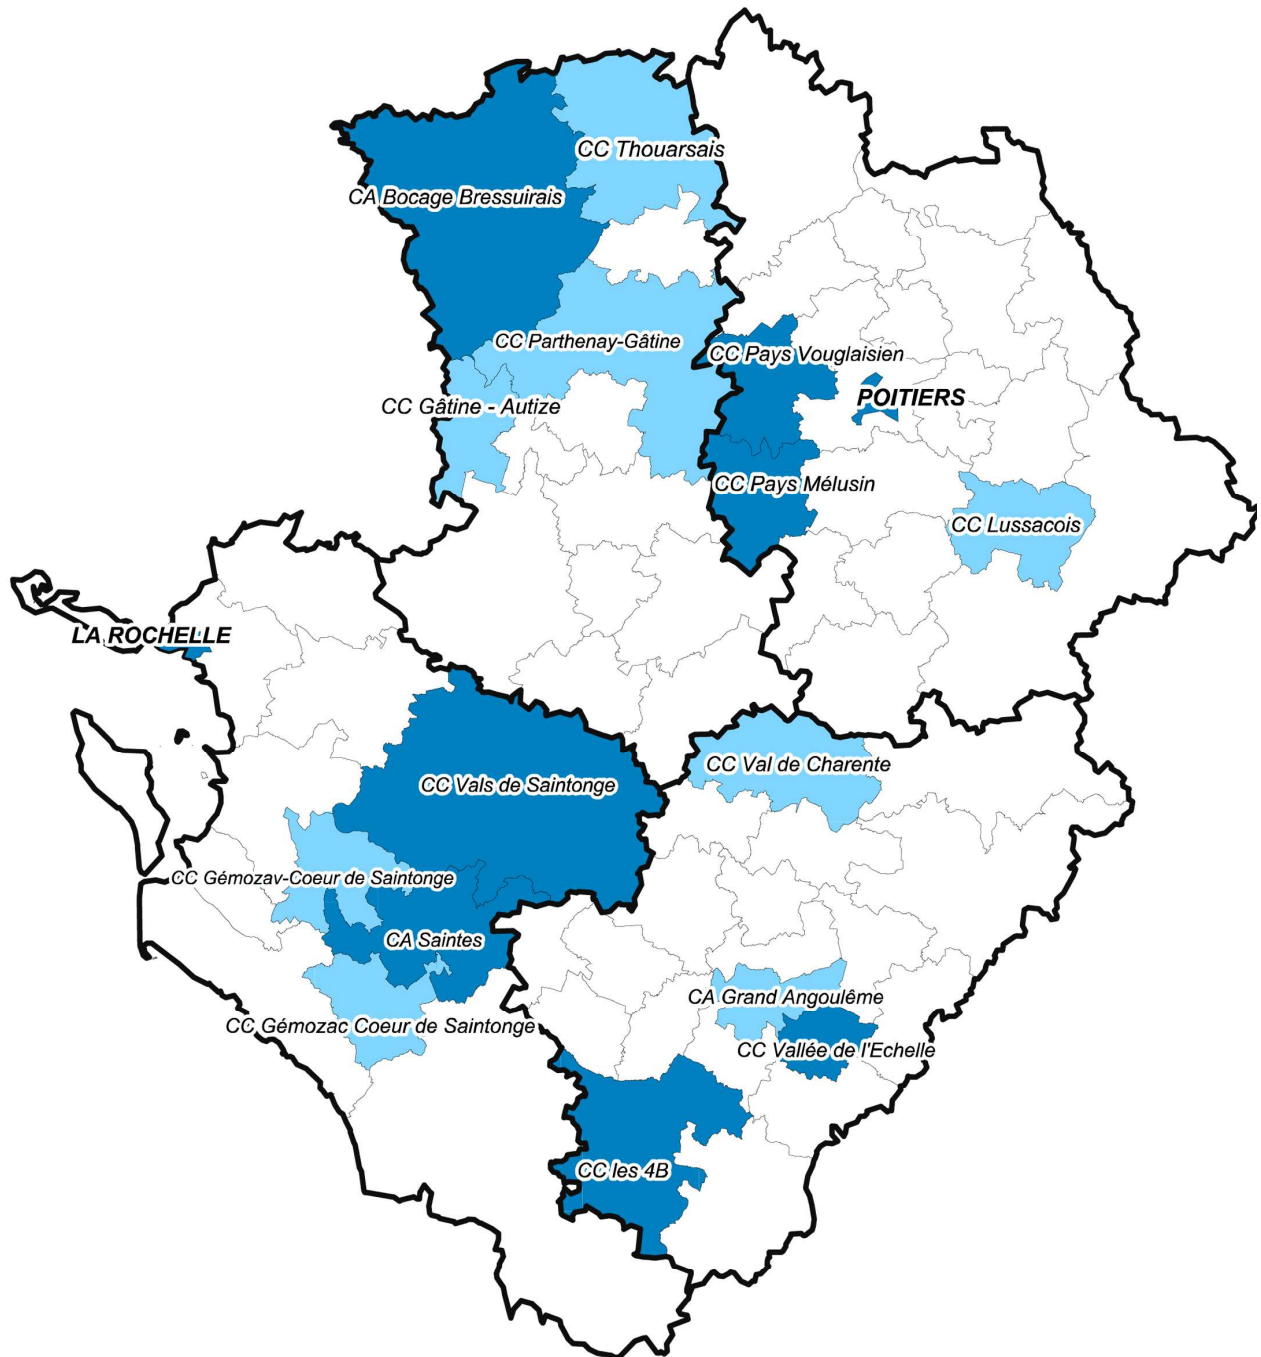 CC Thouarsais
CA Bocage Bressuirais
CC Parthenay-Gâtine
CC Pays Vouglaisien
CC Gâtine - Autize
POITIERS
CC Pays Mélusin
CC Lussacois
LA ROCHELLE
CC Val de Charente
CC Vals de Saintonge
CC Gémozav-Coeur de Saintonge
CA Saintes
CA Grand Angoulême
CC Gémozac Coeur de Saintonge
CC Vallée de l'Echelle
CC les 4B